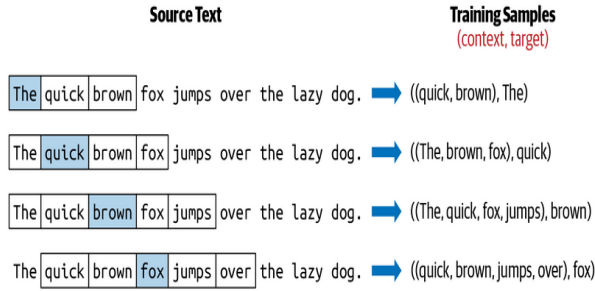 Source Text Training Samples
(context, target)
The quick brown fox jumps over the lazy dog. ((quick, brown), The)
The quick brown fox jumps over the lazy dog. ((The, brown, fox), quick)
The quick brown fox jumps over the lazy dog. ((The, quick, fox, jumps), brown)
The quick brown fox jumps over the lazy dog. ((quick, brown, jumps, over), fox)